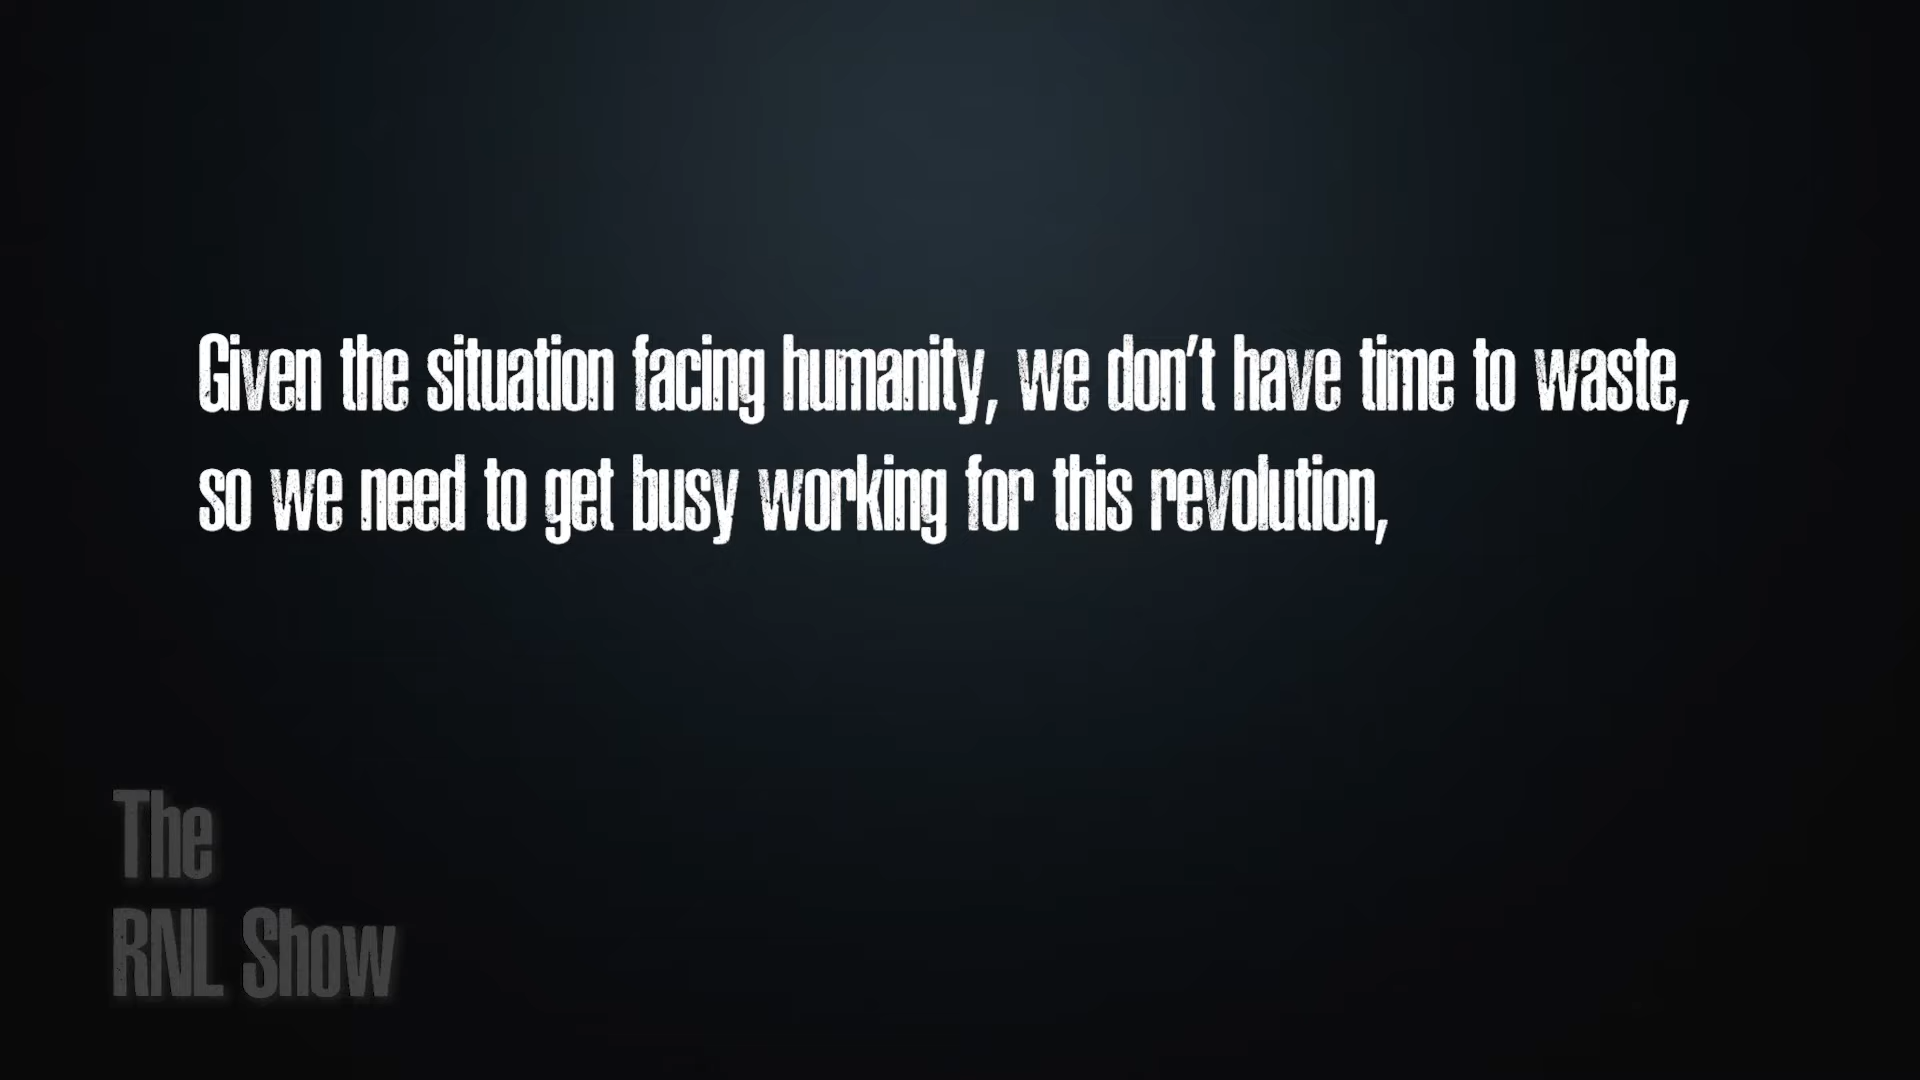 Given the situation facing humanity, we don’t have time to waste,
so we need to get busy working for this revolution,
The
RNL Show